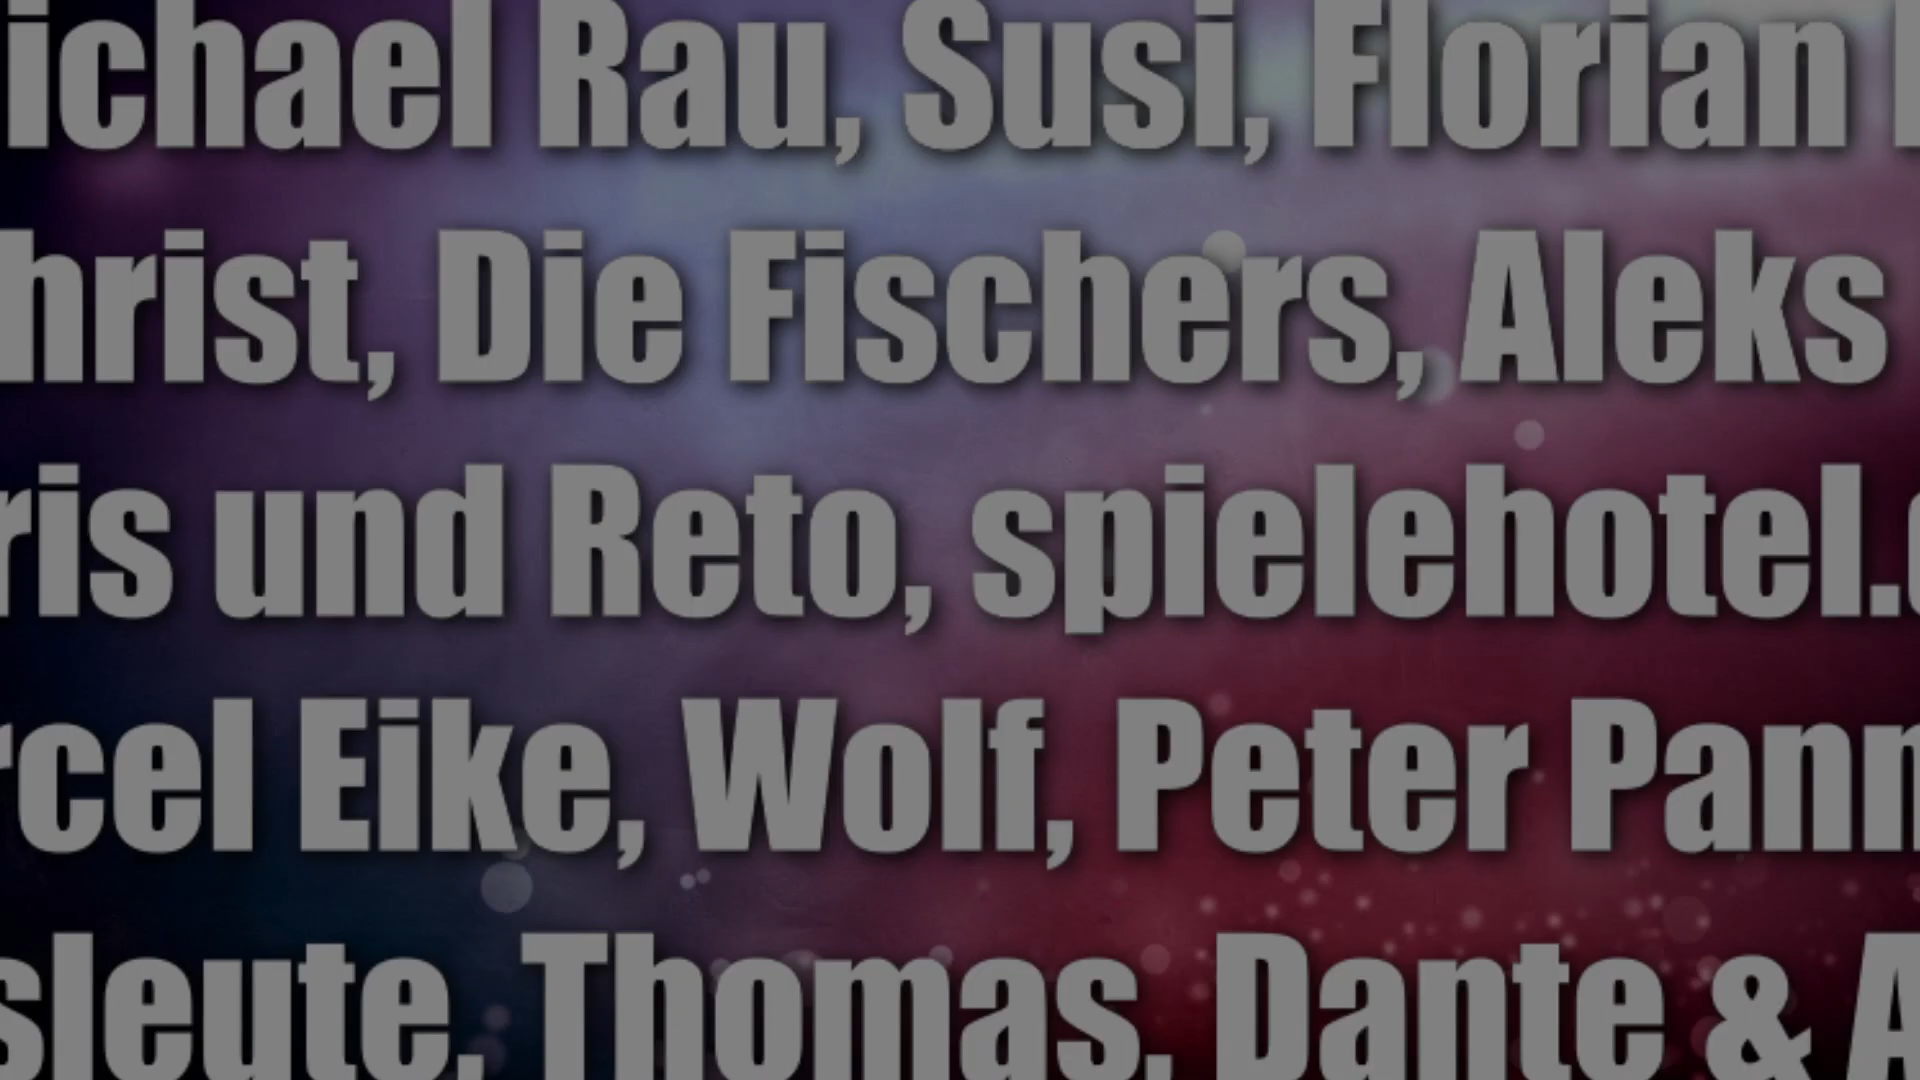 ichael Rau, Susi, Florian
hrist, Die Fischers, Aleks
ris und Reto, spielehotel.
rcel Eike, Wolf, Peter Pann
sleute, Thomas, Dante & A